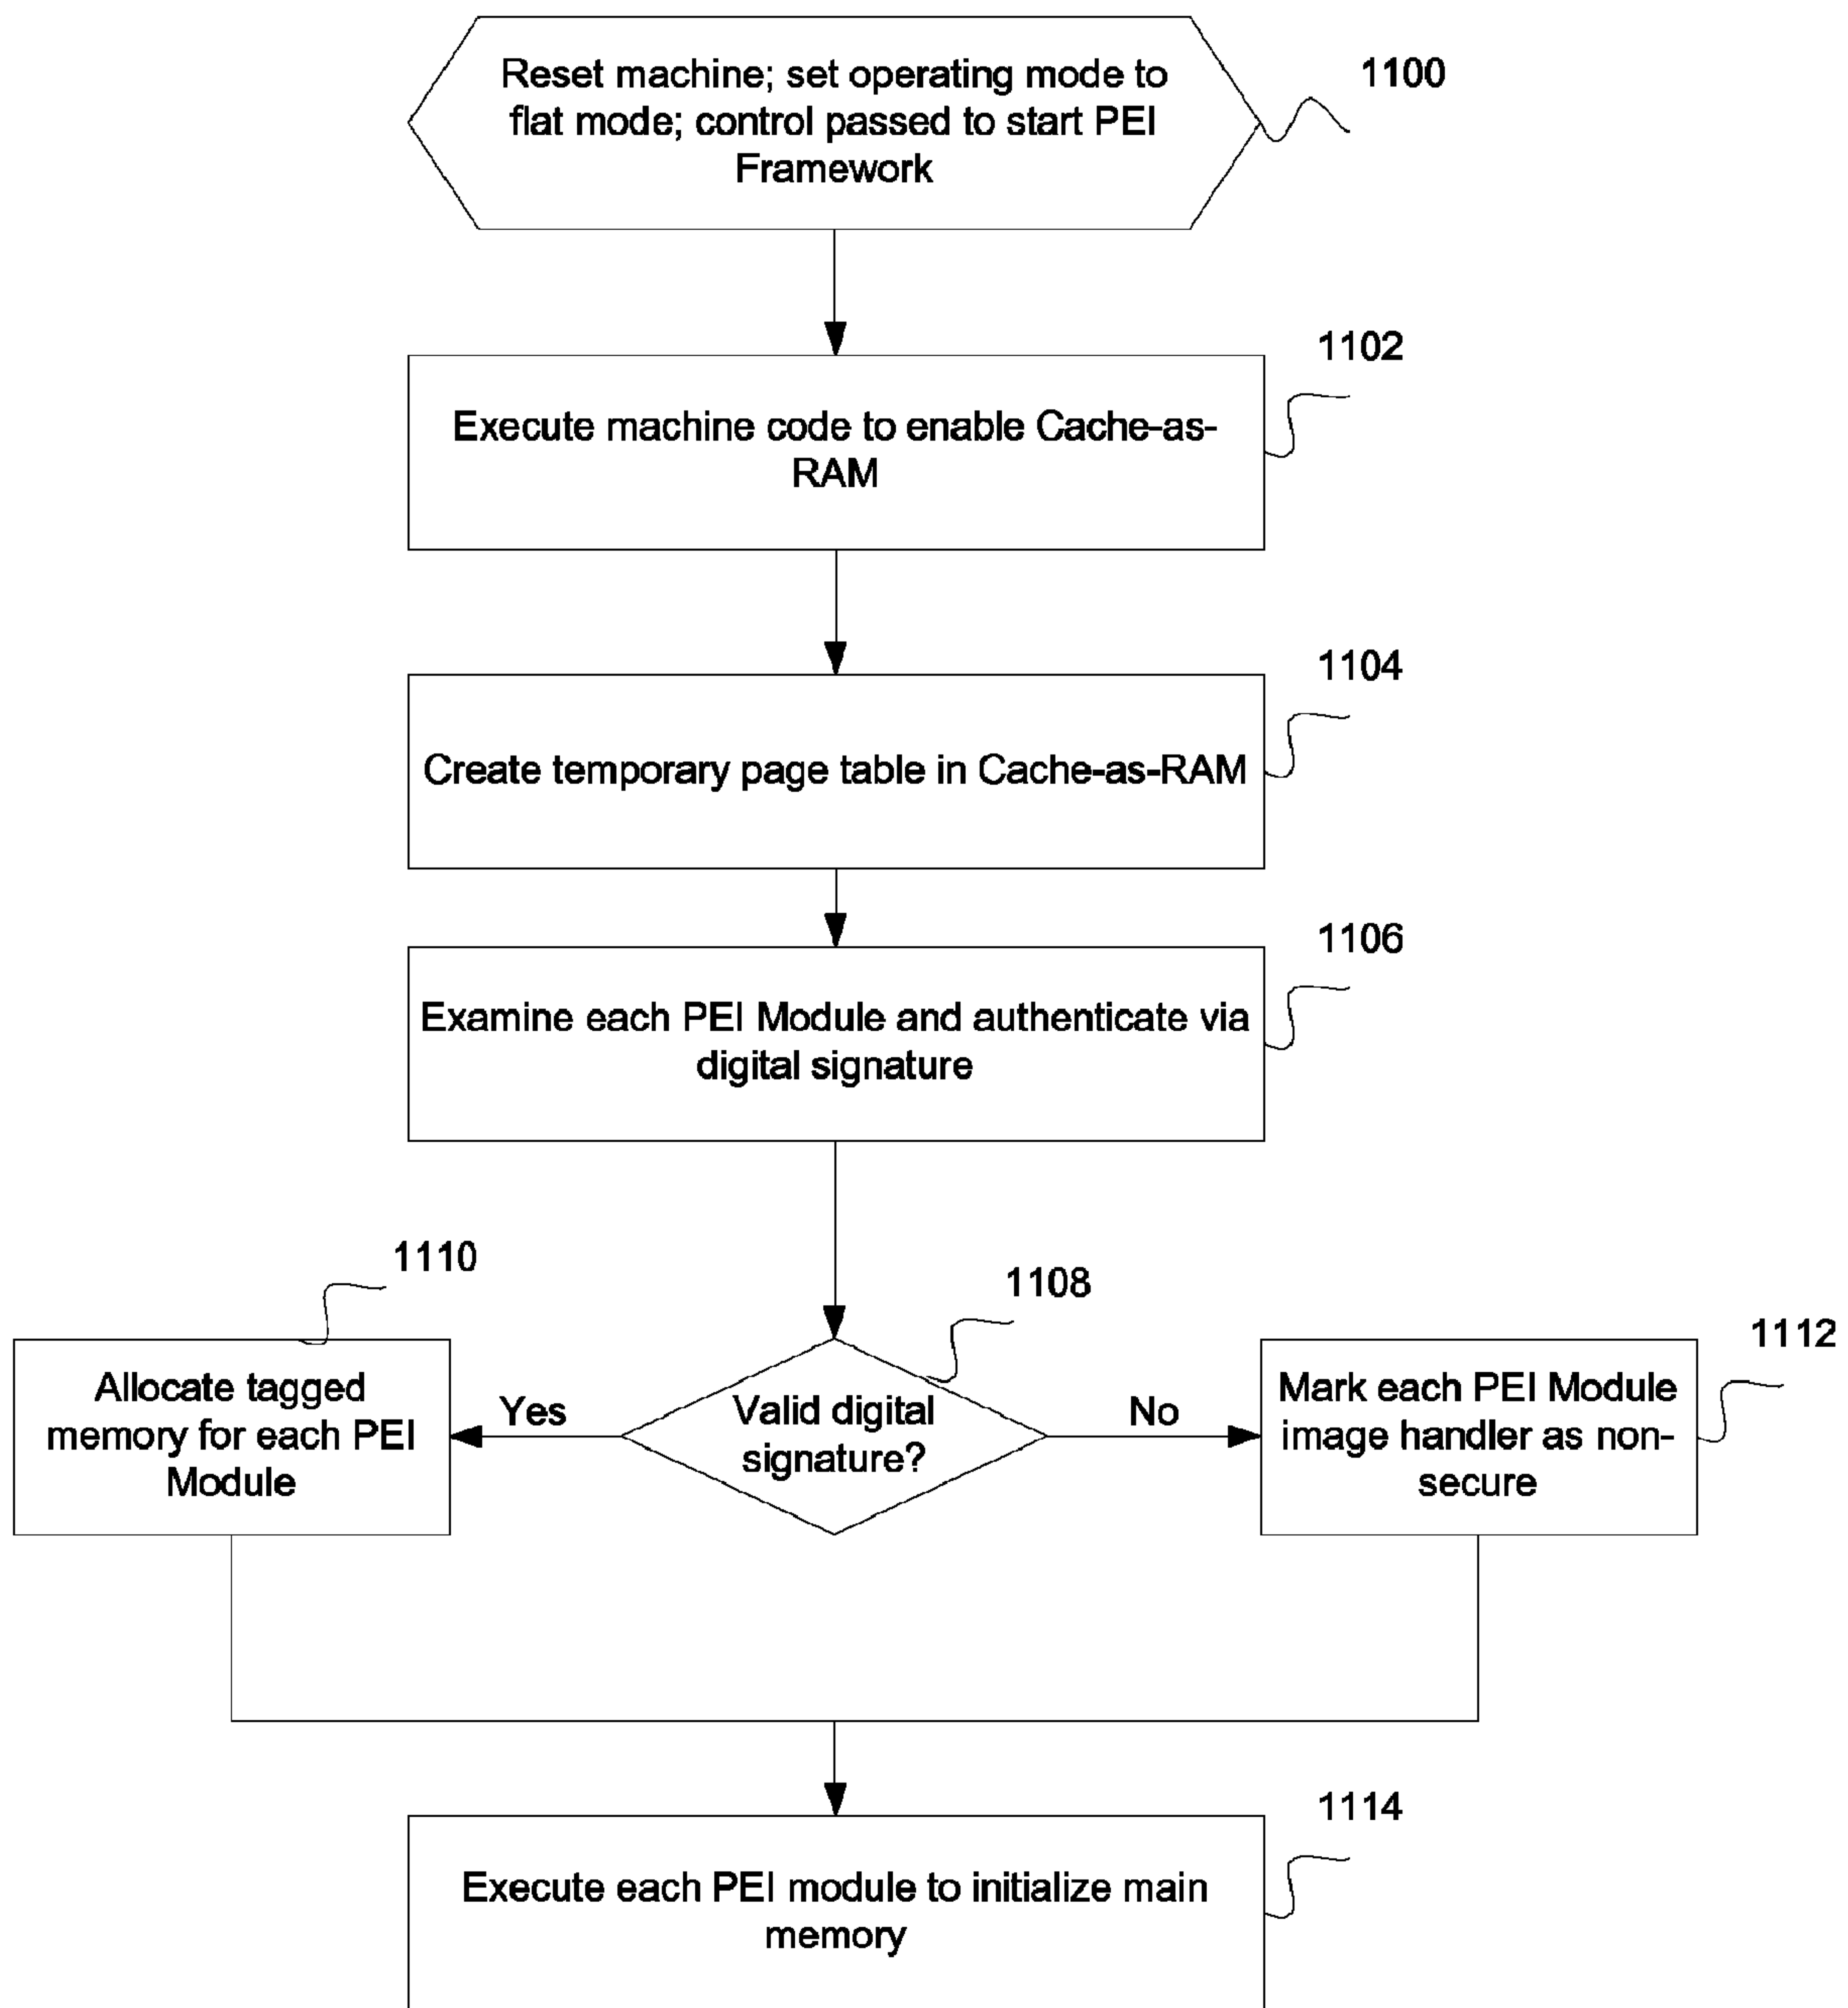 Reset machine; set operating mode to
flat mode; control passed to start PEI
Framework
1100
1102
Execute machine code to enable Cache-as-
RAM
1104
Create temporary page table in Cache-as-RAM
1106
Examine each PEI Module and authenticate via
digital signature
1110
1108
1112
Allocate tagged
memory for each PEI
Module
Yes
Valid digital
signature?
No
Mark each PEI Module
image handler as non-
secure
1114
Execute each PEI module to initialize main
memory